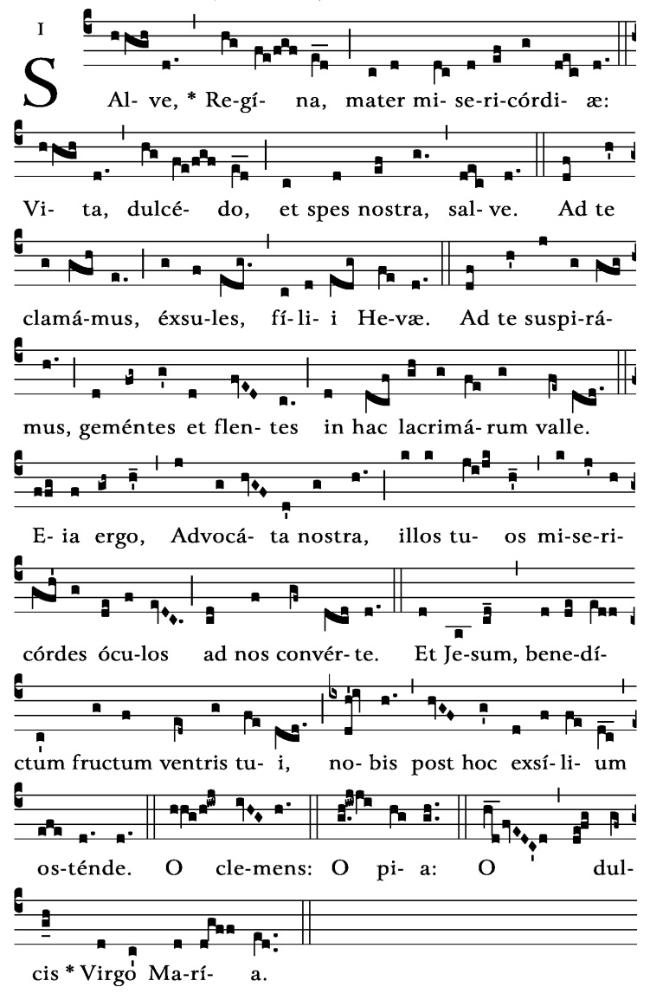 I
SAl- ve, * Re-gí- na, mater mi-se-ri-córdi- æ:
Vi- ta, dulcé- do, et spes nostra, sal- ve. Ad te
clamá-mus, éxsu-les, fí-li- i He-væ. Ad te suspi-rá-
mus, geméntes et flen- tes in hac lacrimá-rum valle.
E- ia ergo, Advocá- ta nostra, illos tu- os mi-se-ri-
córdes ócu-los ad nos convér- te. Et Je-sum, bene-dí-
ctum fructum ventris tu- i, no- bis post hoc exsí-li- um
os-ténde. O cle-mens: O pi- a: O dul-
cis * Virgo Ma-rí- a.